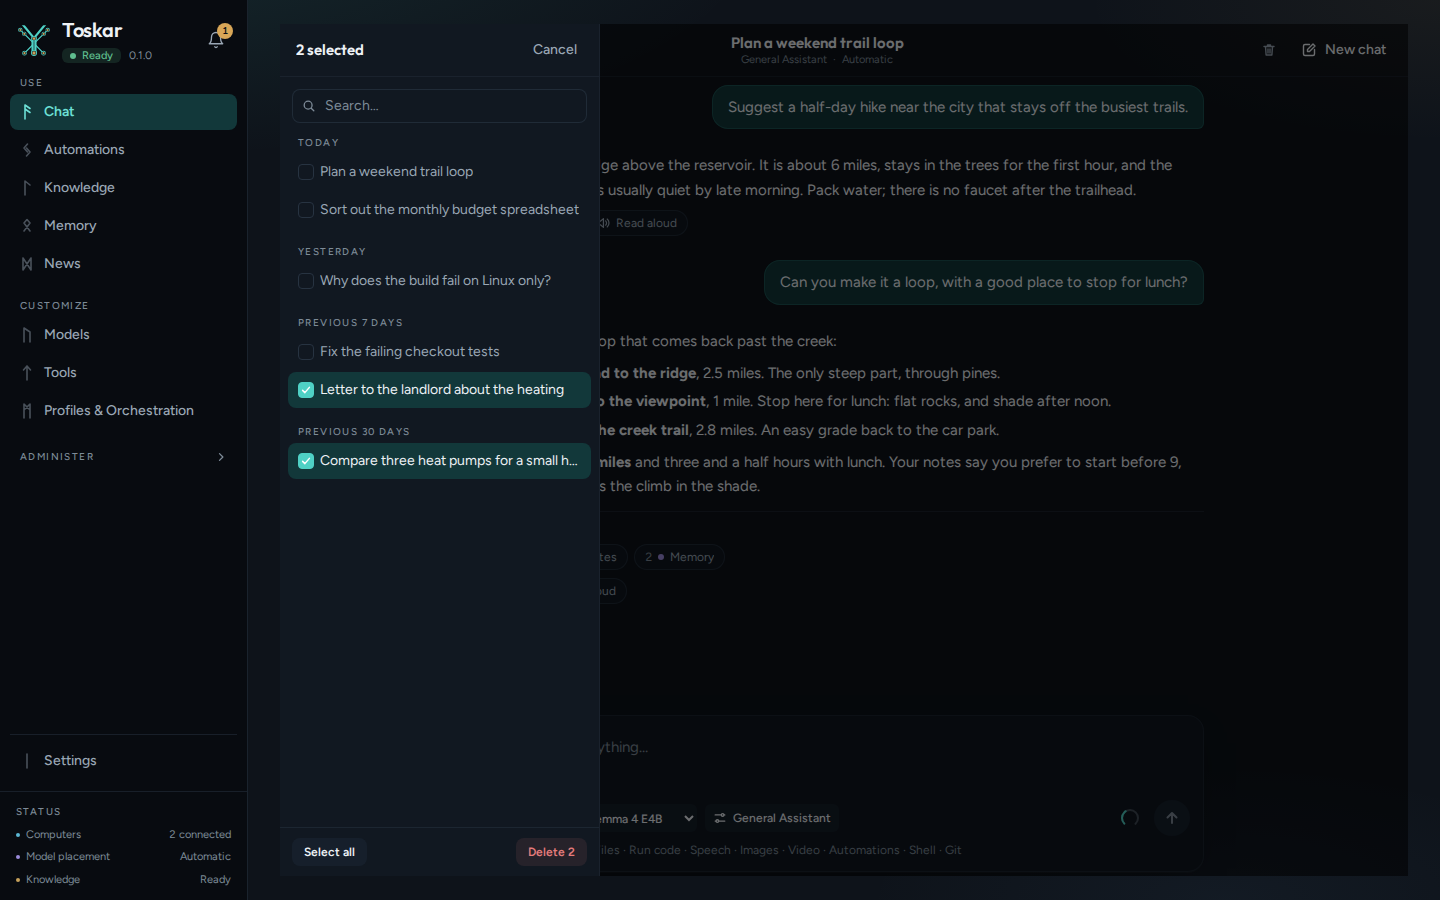 Toskar
Ready 0.1.0
1
USE
Chat
Automations
Knowledge
Memory
News
CUSTOMIZE
Models
Tools
Profiles & Orchestration
ADMINISTER
Settings
STATUS
Computers 2 connected
Model placement Automatic
Knowledge Ready
2 selected Cancel
Search...
TODAY
Plan a weekend trail loop
Sort out the monthly budget spreadsheet
YESTERDAY
Why does the build fail on Linux only?
PREVIOUS 7 DAYS
Fix the failing checkout tests
Letter to the landlord about the heating
PREVIOUS 30 DAYS
Compare three heat pumps for a small h...
Select all Delete 2
Plan a weekend trail loop
General Assistant · Automatic
New chat
Suggest a half-day hike near the city that stays off the busiest trails.
ge above the reservoir. It is about 6 miles, stays in the trees for the first hour, and the
s usually quiet by late morning. Pack water; there is no faucet after the trailhead.
Read aloud
Can you make it a loop, with a good place to stop for lunch?
op that comes back past the creek:
d to the ridge, 2.5 miles. The only steep part, through pines.
the viewpoint, 1 mile. Stop here for lunch: flat rocks, and shade after noon.
he creek trail, 2.8 miles. An easy grade back to the car park.
miles and three and a half hours with lunch. Your notes say you prefer to start before 9,
s the climb in the shade.
tes 2 Memory
ud
ything...
emma 4 E4B General Assistant
iles · Run code · Speech · Images · Video · Automations · Shell · Git